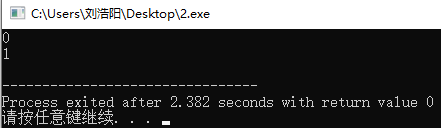 C:\Users\刘浩阳\Desktop\2.exe
0
1
--------------------------------
Process exited after 2.382 seconds with return value 0
请按任意键继续. . .